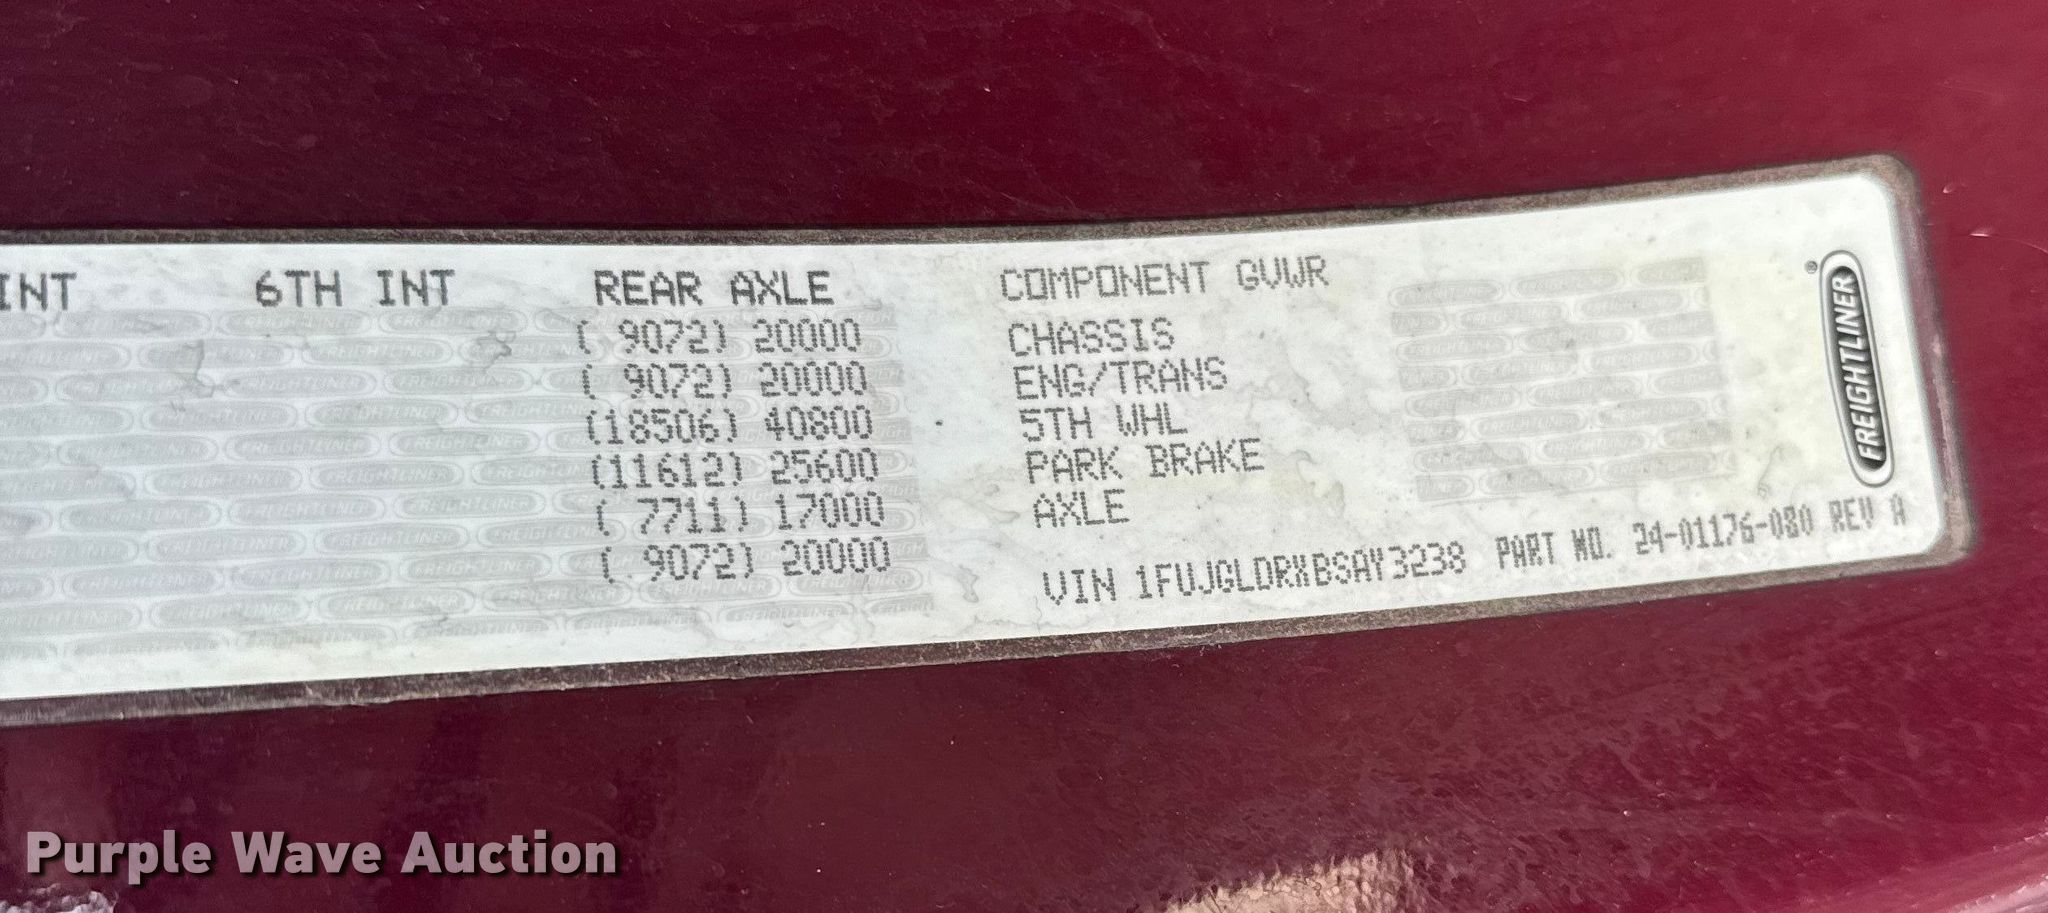 INT 6TH INT REAR AXLE COMPONENT GVWR
( 9072) 20000 CHASSIS
( 9072) 20000 ENG/TRANS
(18506) 40800 5TH WHL
(11612) 25600 PARK BRAKE
( 7711) 17000 AXLE
( 9072) 20000
VIN 1FUJGLDRXBSAY3238 PART NO. 24-01176-080 REV A
FREIGHTLINER®
Purple Wave Auction